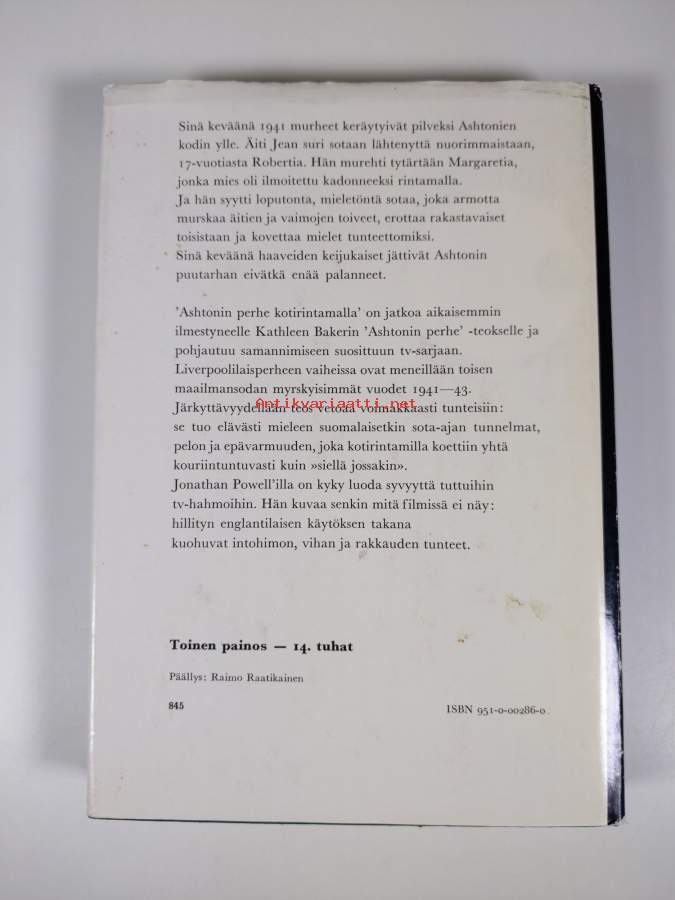 Sinä keväänä 1941 murheet keräytyivät pilveksi Ashtonien
kodin ylle. Äiti Jean suri sotaan lähtenyttä nuorimmaistaan,
17-vuotiasta Robertia. Hän murehti tytärtään Margaretia,
jonka mies oli ilmoitettu kadonneeksi rintamalla.
Ja hän syytti loputonta, mieletöntä sotaa, joka armotta
murskaa äitien ja vaimojen toiveet, erottaa rakastavaiset
toisistaan ja kovettaa mielet tunteettomiksi.
Sinä keväänä haaveiden keijukaiset jättivät Ashtonin
puutarhan eivätkä enää palanneet.
'Ashtonin perhe kotirintamalla' on jatkoa aikaisemmin
ilmestyneelle Kathleen Bakerin 'Ashtonin perhe' -teokselle ja
pohjautuu samannimiseen suosittuun tv-sarjaan.
Liverpoolilaisperheen vaiheissa ovat meneillään toisen
maailmansodan myrskyisimmät vuodet 1941—43.
Antikvariaatti.net
Järkyttävyydellään teos vetoaa voimakkaasti tunteisiin:
se tuo elävästi mieleen suomalaisetkin sota-ajan tunnelmat,
pelon ja epävarmuuden, joka kotirintamilla koettiin yhtä
kouriintuntuvasti kuin »siellä jossakin».
Jonathan Powell'illa on kyky luoda syvyyttä tuttuihin
tv-hahmoihin. Hän kuvaa senkin mitä filmissä ei näy:
hillityn englantilaisen käytöksen takana
kuohuvat intohimon, vihan ja rakkauden tunteet.
Toinen painos — 14. tuhat
Päällys: Raimo Raatikainen
845
ISBN 951-0-00286-0